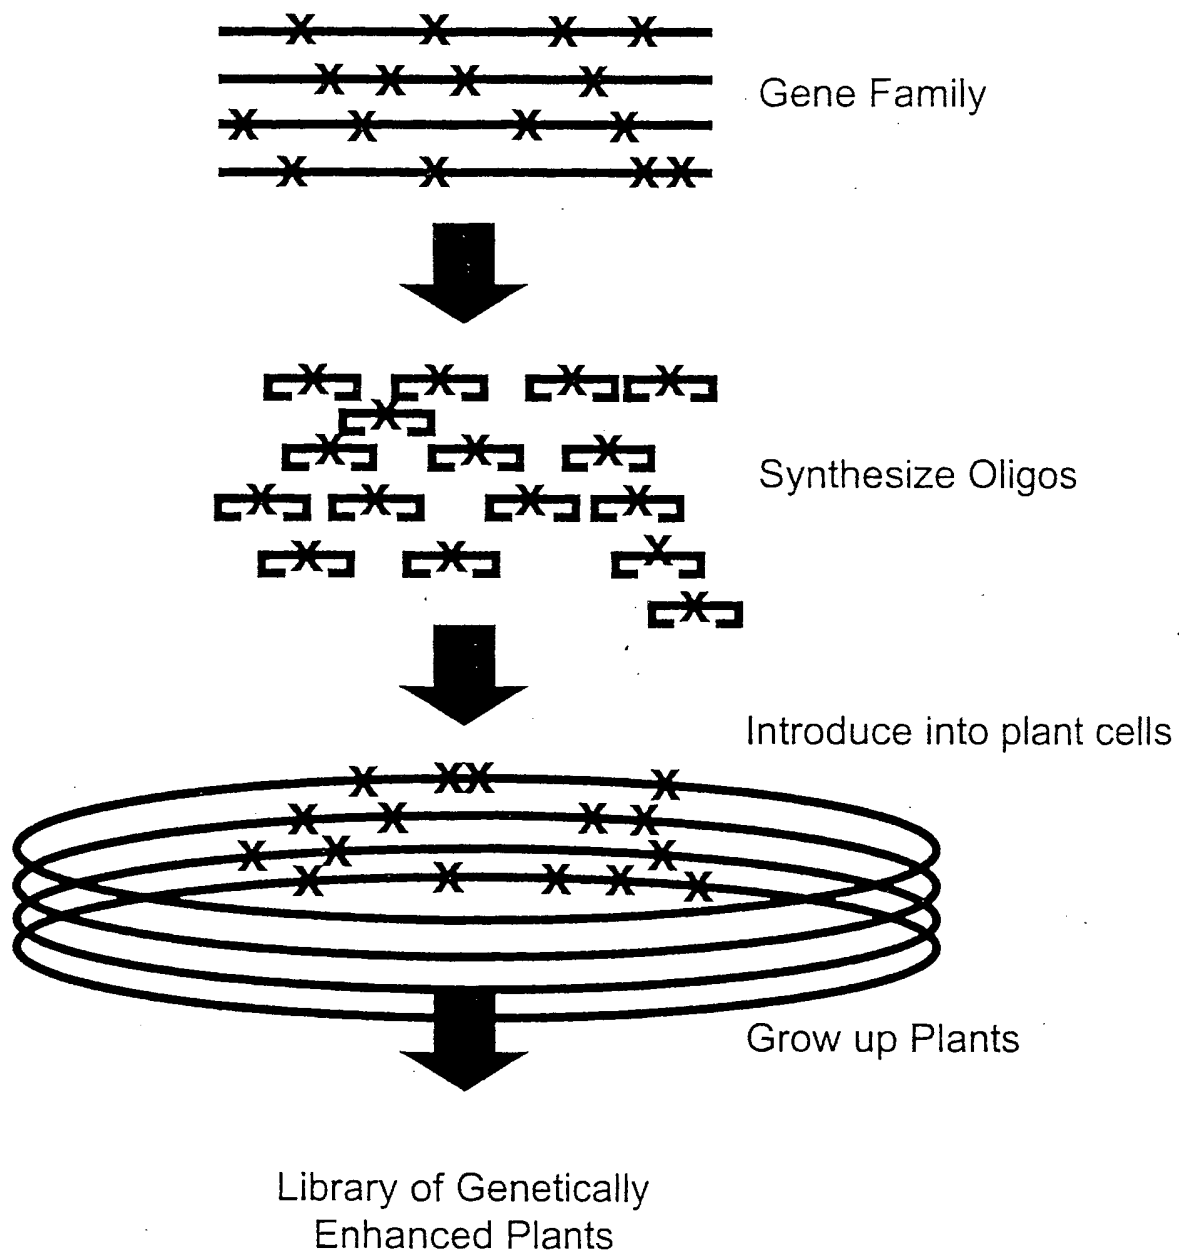 Gene Family
Synthesize Oligos
Introduce into plant cells
Grow up Plants
Library of Genetically
Enhanced Plants